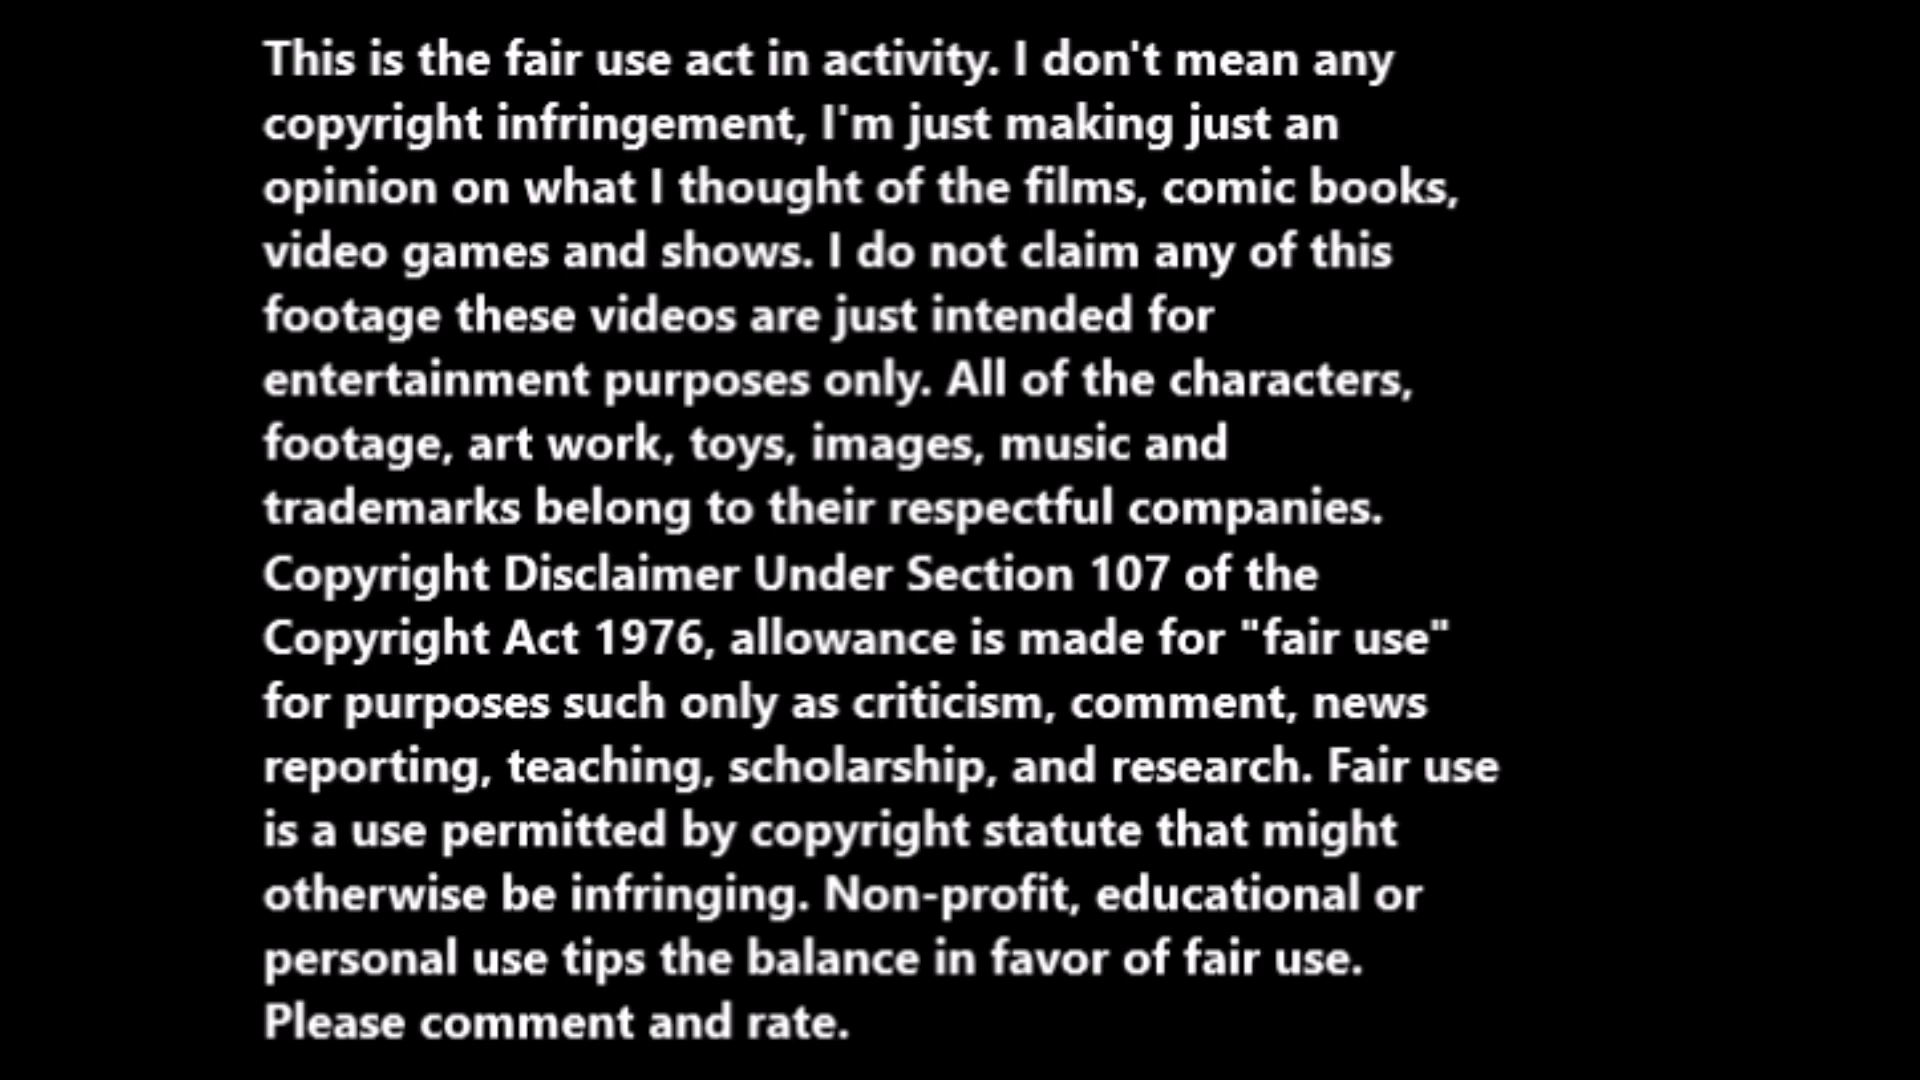 This is the fair use act in activity. I don't mean any
copyright infringement, I'm just making just an
opinion on what I thought of the films, comic books,
video games and shows. I do not claim any of this
footage these videos are just intended for
entertainment purposes only. All of the characters,
footage, art work, toys, images, music and
trademarks belong to their respectful companies.
Copyright Disclaimer Under Section 107 of the
Copyright Act 1976, allowance is made for "fair use"
for purposes such only as criticism, comment, news
reporting, teaching, scholarship, and research. Fair use
is a use permitted by copyright statute that might
otherwise be infringing. Non-profit, educational or
personal use tips the balance in favor of fair use.
Please comment and rate.